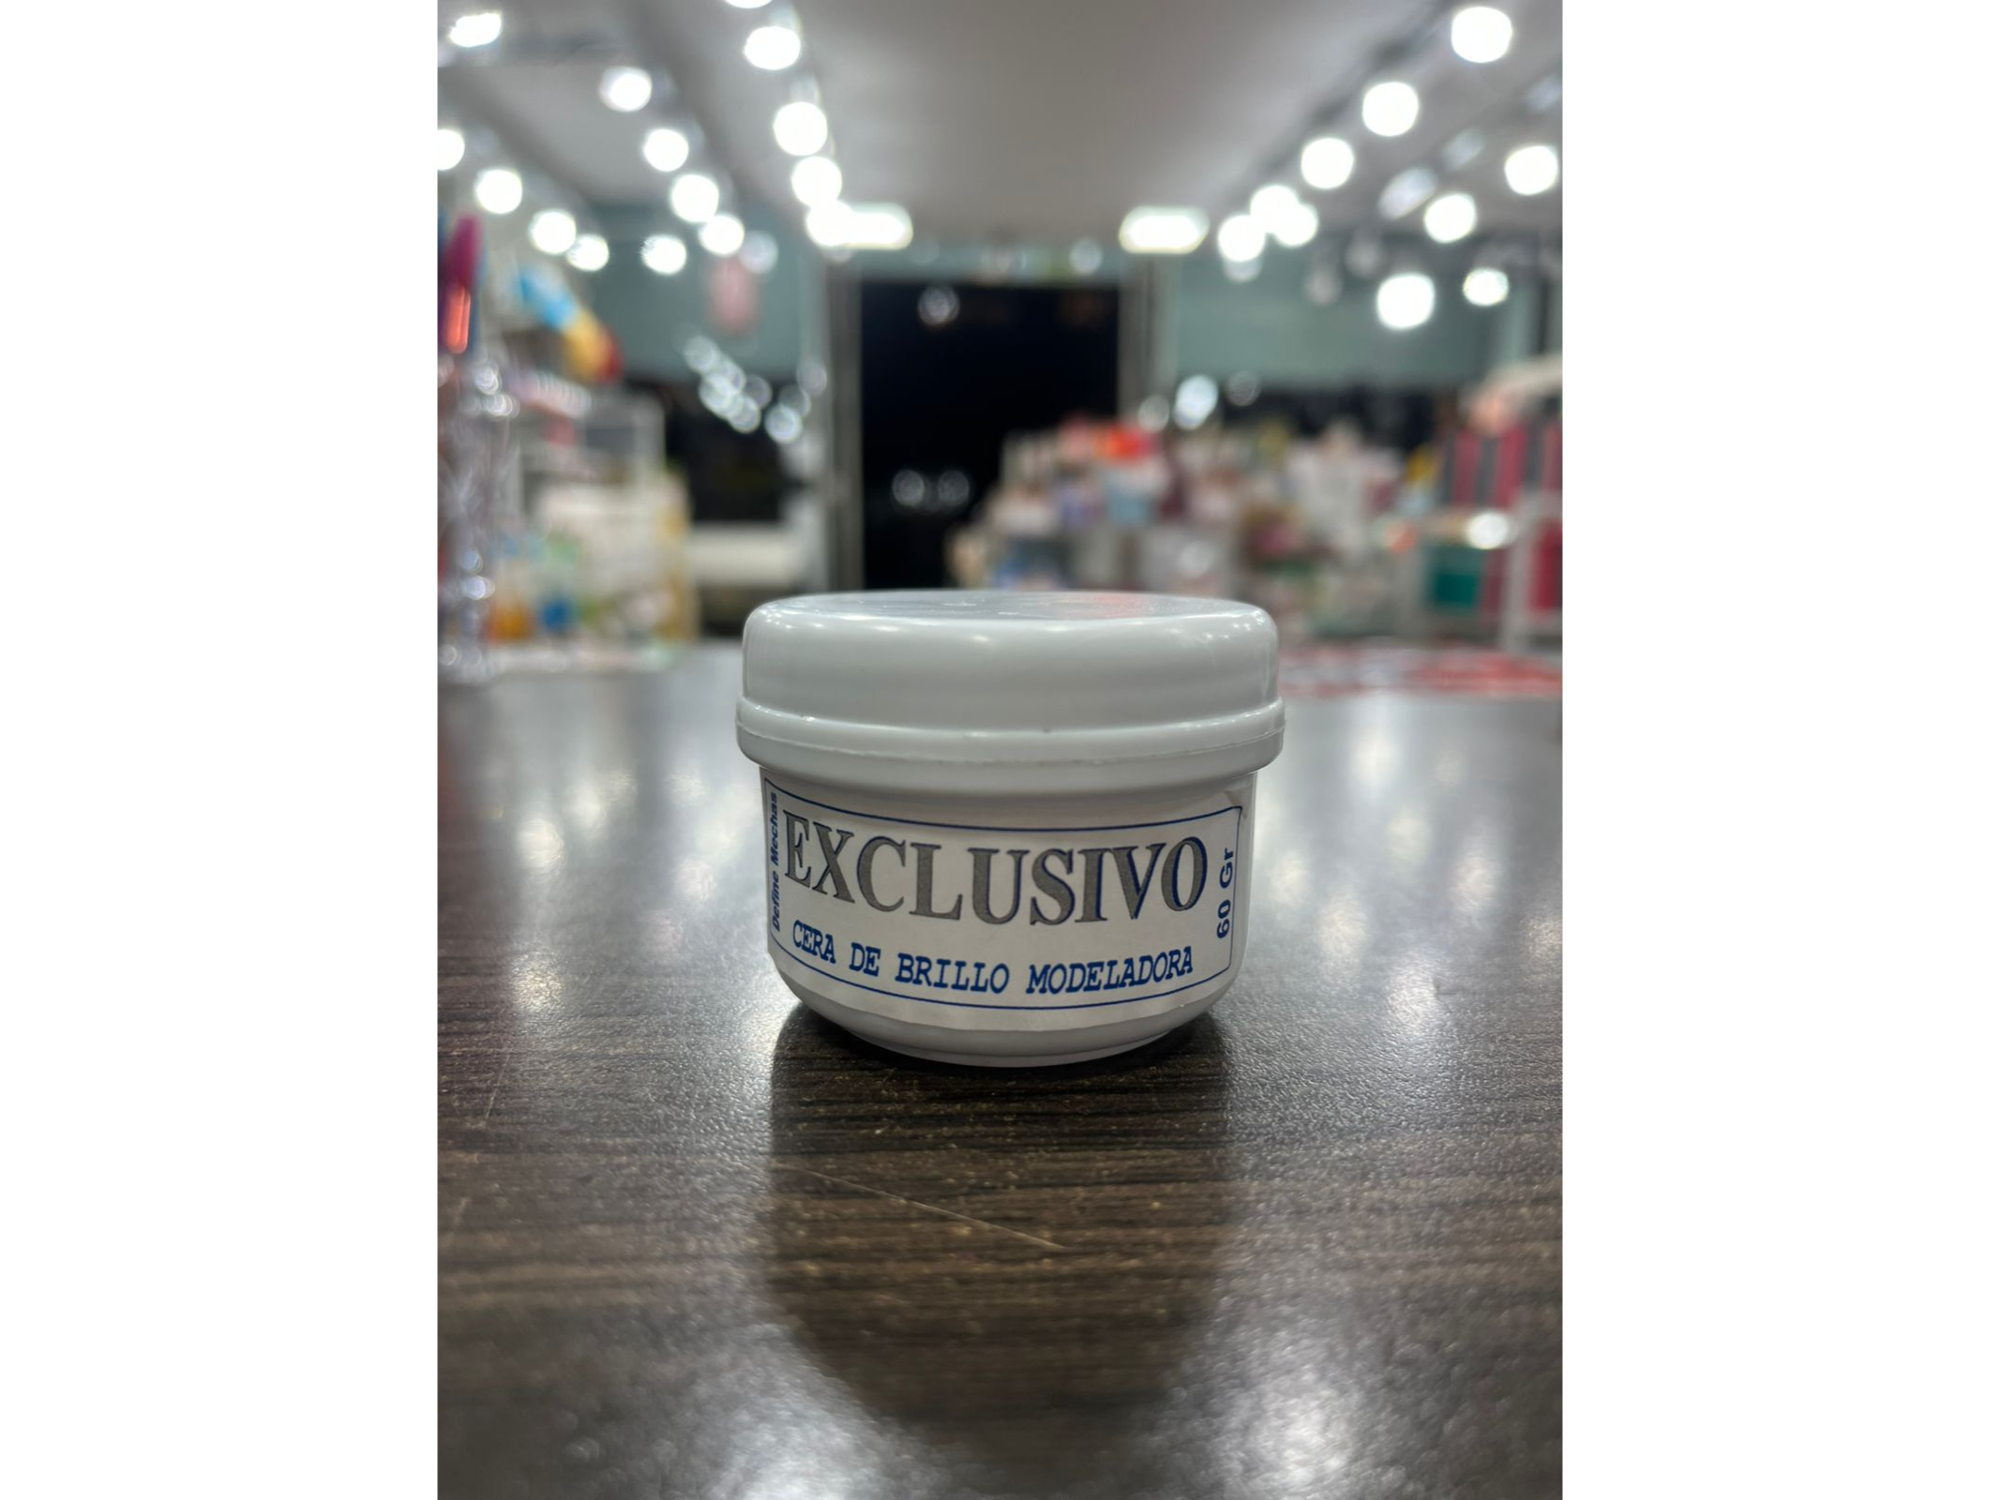 Define Mechas
EXCLUSIVO
CERA DE BRILLO MODELADORA
60 Gr